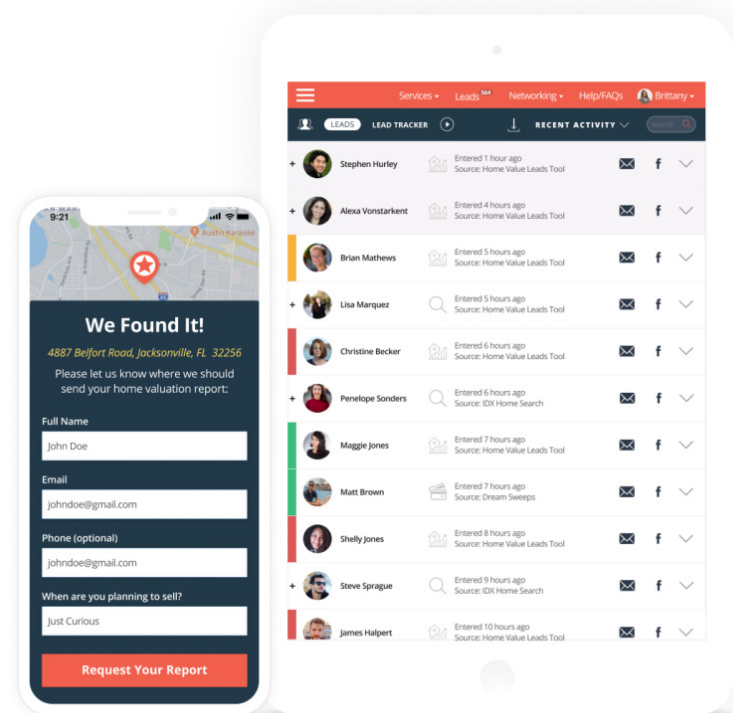 9:21
Austin Karaoke
We Found It!
4887 Belfort Road, Jacksonville, FL 32256
Please let us know where we should
send your home valuation report:
Full Name
John Doe
Email
johndoe@gmail.com
Phone (optional)
johndoe@gmail.com
When are you planning to sell?
Just Curious
Request Your Report
Services
Leads 564
Networking
Help/FAQs
Brittany
LEADS
LEAD TRACKER
RECENT ACTIVITY
search
Stephen Hurley
Entered 1 hour ago
Source: Home Value Leads Tool
Alexa Vonstarkent
Entered 4 hours ago
Source: Home Value Leads Tool
Brian Mathews
Entered 5 hours ago
Source: Home Value Leads Tool
Lisa Marquez
Entered 5 hours ago
Source: Home Value Leads Tool
Christine Becker
Entered 6 hours ago
Source: Home Value Leads Tool
Penelope Sonders
Entered 6 hours ago
Source: IDX Home Search
Maggie Jones
Entered 7 hours ago
Source: Home Value Leads Tool
Matt Brown
Entered 7 hours ago
Source: Dream Sweeps
Shelly Jones
Entered 8 hours ago
Source: Home Value Leads Tool
Steve Sprague
Entered 9 hours ago
Source: IDX Home Search
James Halpert
Entered 10 hours ago
Source: Home Value Leads Tool